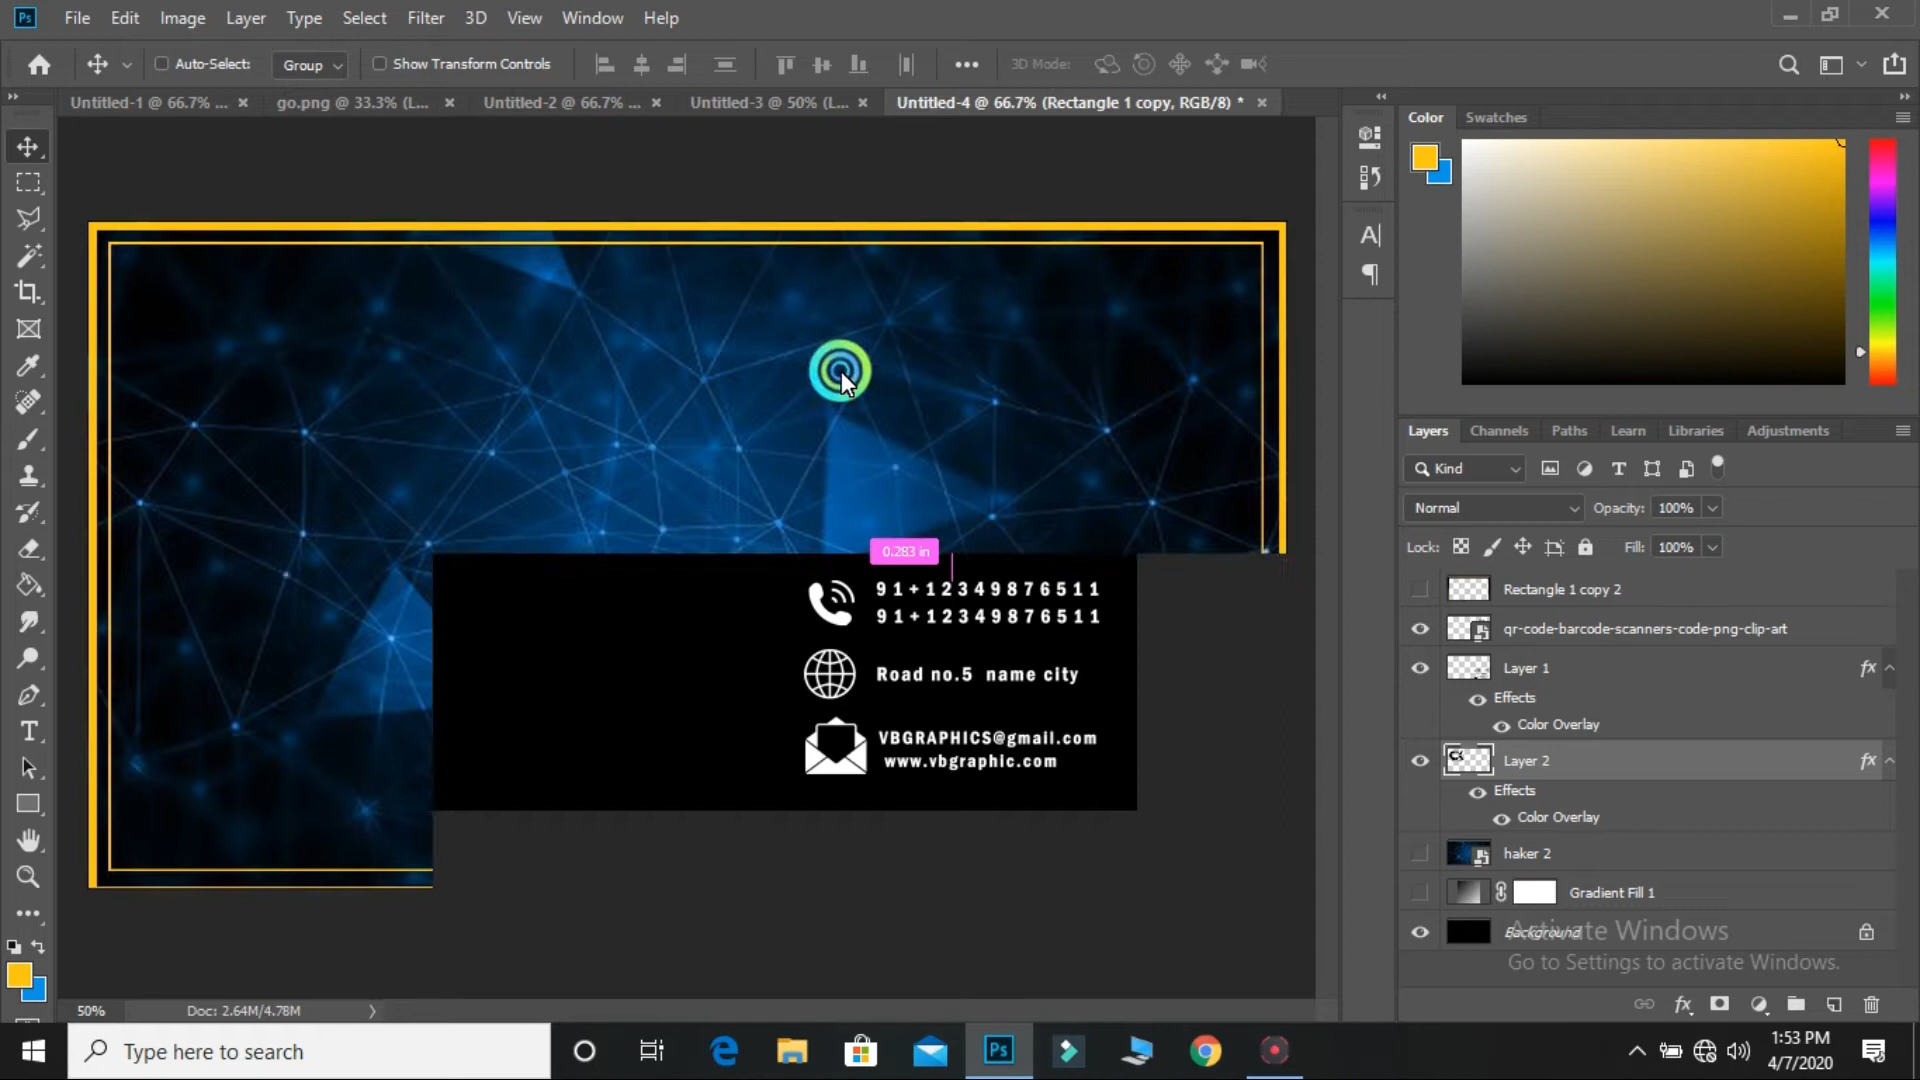 Ps File Edit Image Layer Type Select Filter 3D View Window Help
Auto-Select: Group Show Transform Controls 3D Mode:
Untitled-1 @ 66.7% ... go.png @ 33.3% (L... Untitled-2 @ 66.7% ... Untitled-3 @ 50% (L... Untitled-4 @ 66.7% (Rectangle 1 copy, RGB/8) *
Color Swatches
0.283 in
91+12349876511
91+12349876511
Road no.5 name city
VBGRAPHICS@gmail.com
www.vbgraphic.com
Layers Channels Paths Learn Libraries Adjustments
Kind
Normal Opacity: 100%
Lock: Fill: 100%
Rectangle 1 copy 2
qr-code-barcode-scanners-code-png-clip-art
Layer 1 fx
Effects
Color Overlay
Layer 2 fx
Effects
Color Overlay
haker 2
Gradient Fill 1
Background
Activate Windows
Go to Settings to activate Windows.
50% Doc: 2.64M/4.78M
Type here to search
Ps
1:53 PM
4/7/2020